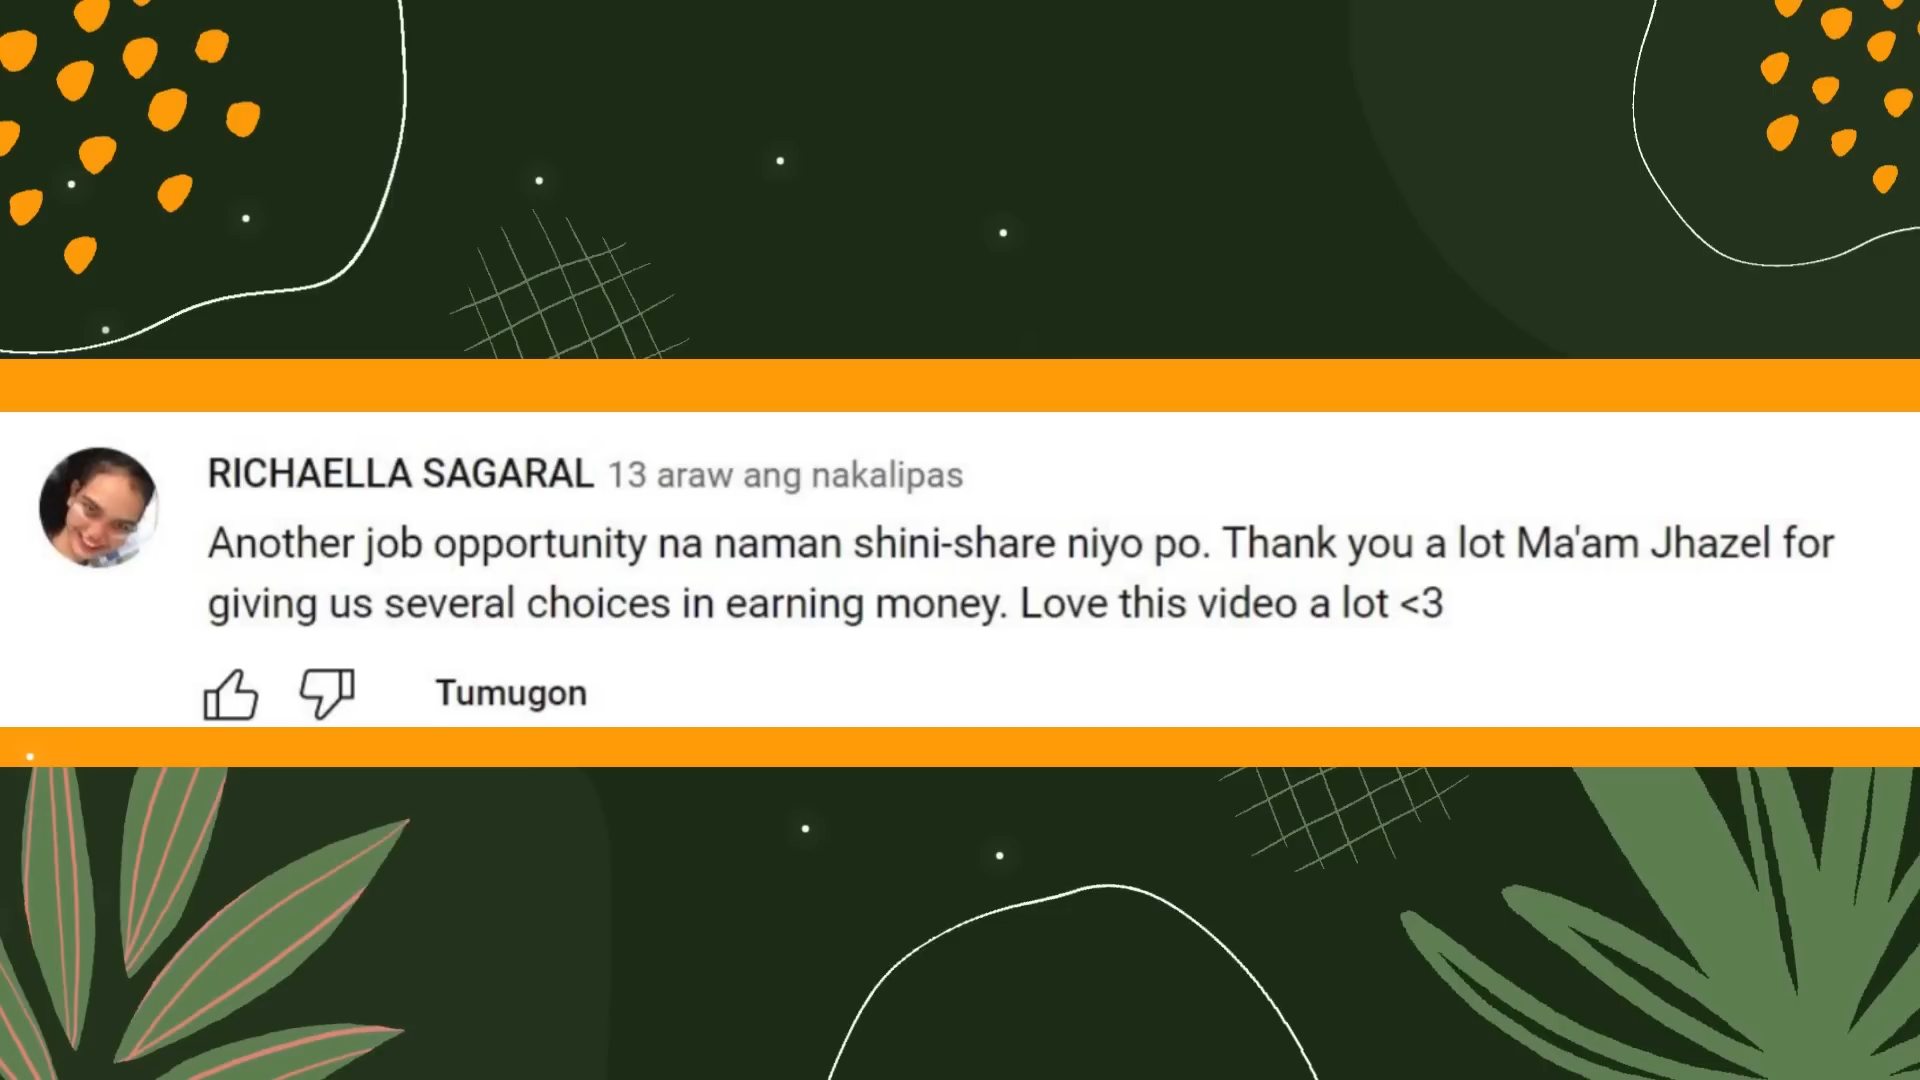 RICHAELLA SAGARAL 13 araw ang nakalipas
Another job opportunity na naman shini-share niyo po. Thank you a lot Ma'am Jhazel for
giving us several choices in earning money. Love this video a lot <3
Tumugon